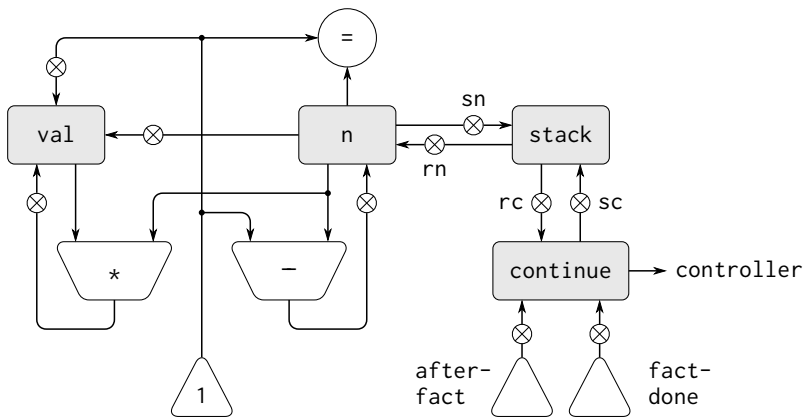 =
sn
val
n
stack
rn
rc
sc
*
−
continue
controller
after-
fact
fact-
done
1